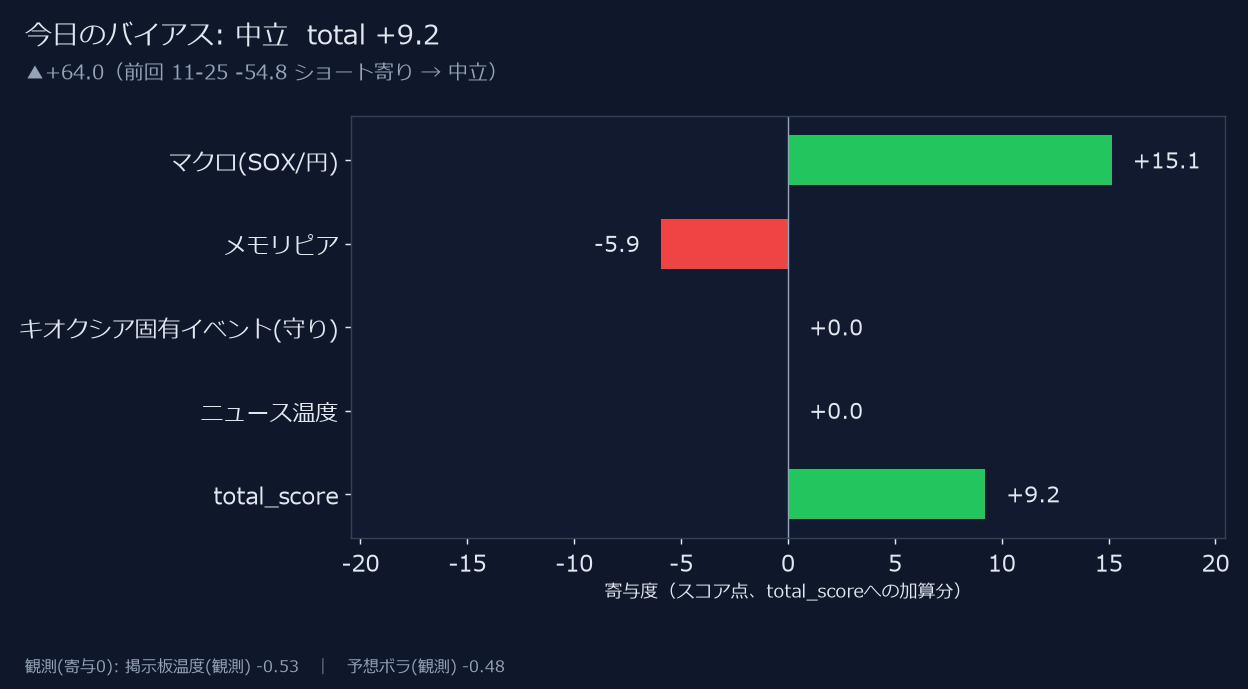 今日のバイアス: 中立  total +9.2
▲+64.0（前回 11-25 -54.8 ショート寄り → 中立）
マクロ(SOX/円)
+15.1
メモリピア
-5.9
キオクシア固有イベント(守り)
+0.0
ニュース温度
+0.0
total_score
+9.2
-20 -15 -10 -5 0 5 10 15 20
寄与度（スコア点、total_scoreへの加算分）
観測(寄与0): 掲示板温度(観測) -0.53 ｜ 予想ボラ(観測) -0.48